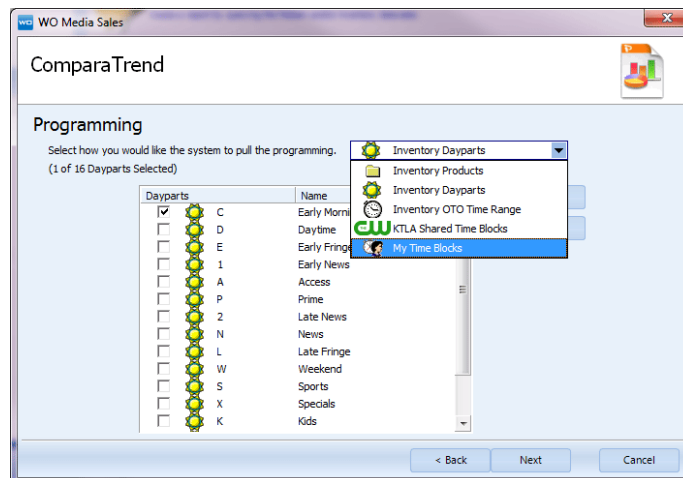 WO WO Media Sales
ComparaTrend
P
Programming
Select how you would like the system to pull the programming.
Inventory Dayparts
(1 of 16 Dayparts Selected)
Inventory Products
Inventory Dayparts
Inventory OTO Time Range
CW KTLA Shared Time Blocks
My Time Blocks
Dayparts Name
C Early Morni
D Daytime
E Early Fringe
1 Early News
A Access
P Prime
2 Late News
N News
L Late Fringe
W Weekend
S Sports
X Specials
K Kids
< Back Next Cancel